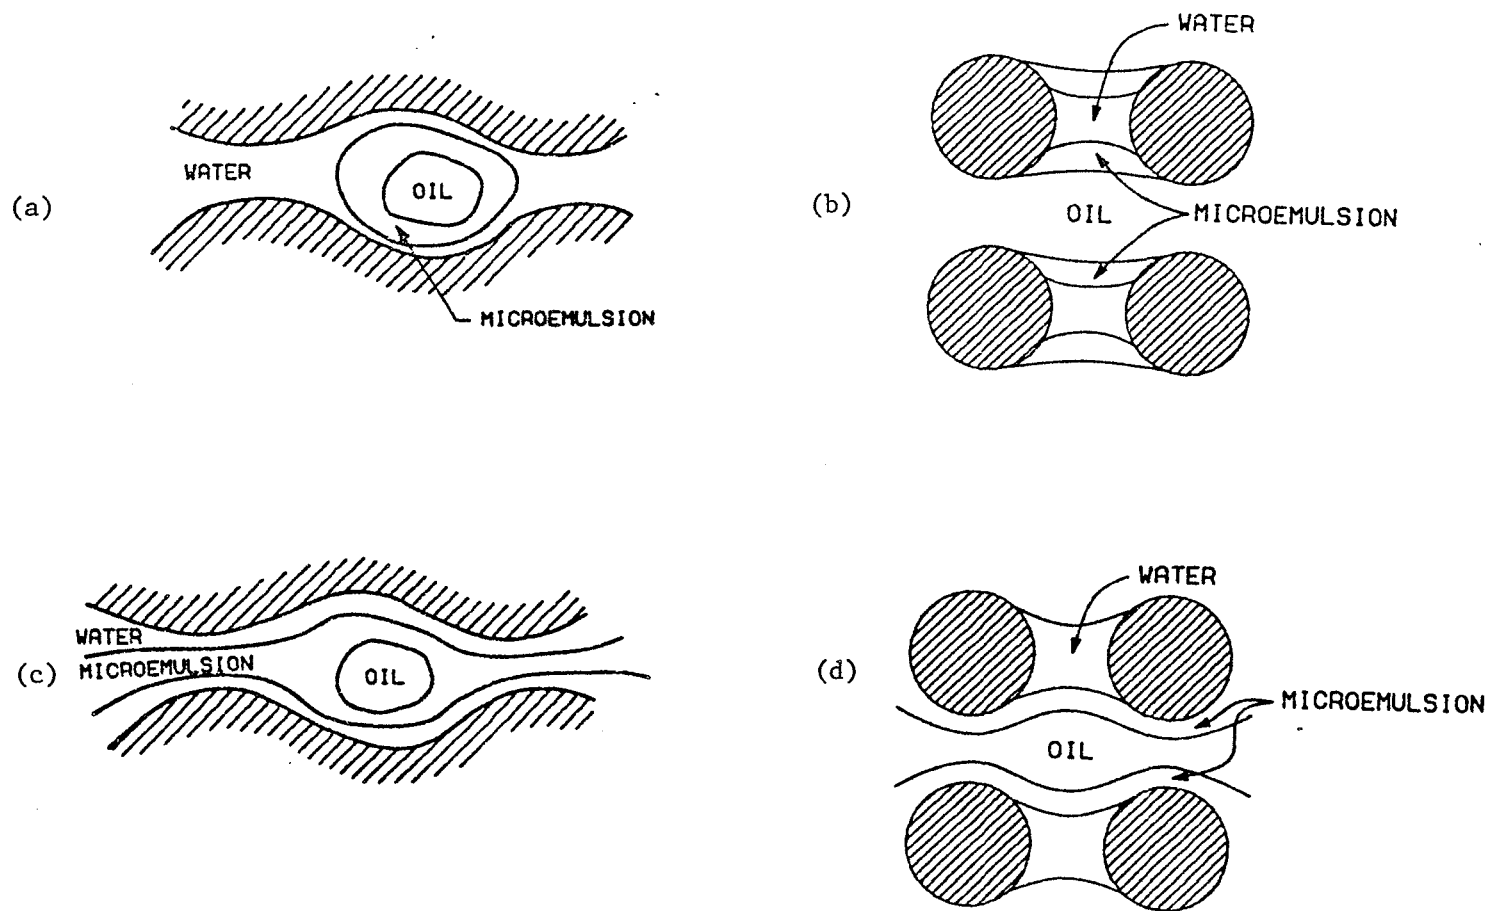 (a)
WATER
OIL
MICROEMULSION
(b)
WATER
OIL
MICROEMULSION
(c)
WATER
MICROEMULSION
OIL
(d)
WATER
MICROEMULSION
OIL